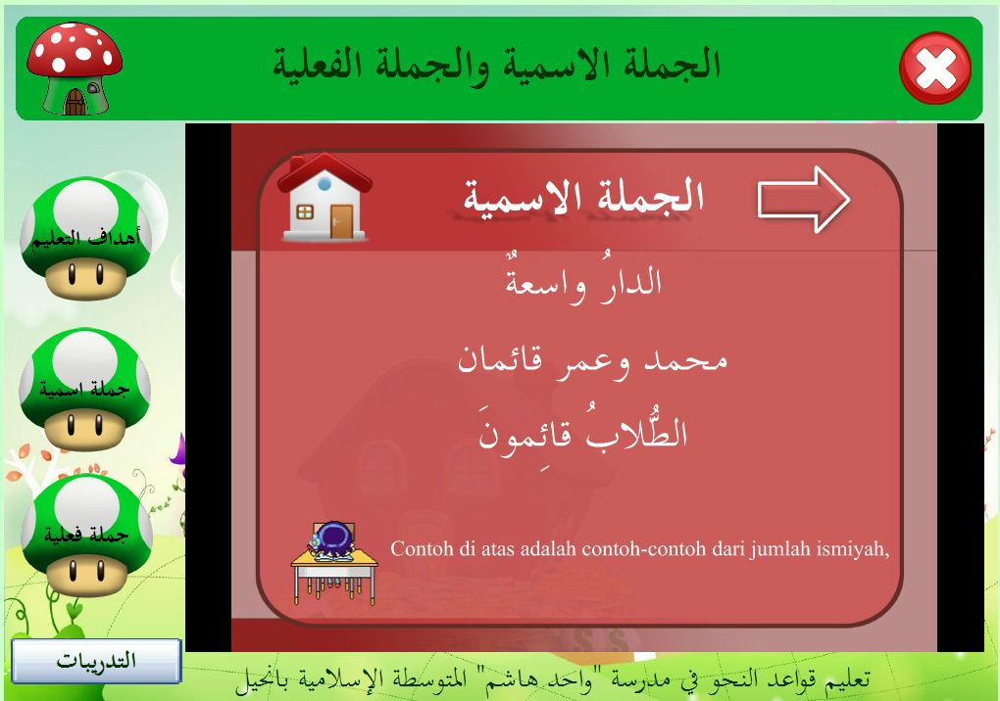 الجملة الاسمية والجملة الفعلية
الجملة الاسمية
الدارُ واسعةٌ
محمد وعمر قائمان
الطُّلابُ قائِمونَ
Contoh di atas adalah contoh-contoh dari jumlah ismiyah,
أهداف التعليم
جملة اسمية
جملة فعلية
التدريبات
تعليم قواعد النحو في مدرسة "واحد هاشم" المتوسطة الإسلامية بانجيل